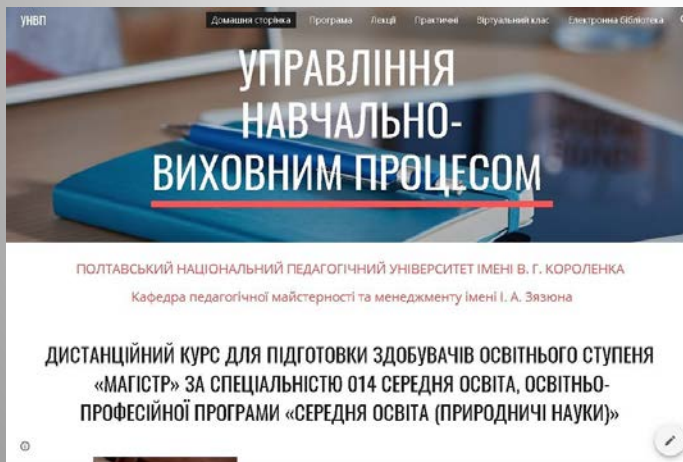 УНВП
Домашня сторінка Програма Лекції Практичні Віртуальний клас Електронна бібліотека
УПРАВЛІННЯ
НАВЧАЛЬНО-
ВИХОВНИМ ПРОЦЕСОМ
ПОЛТАВСЬКИЙ НАЦІОНАЛЬНИЙ ПЕДАГОГІЧНИЙ УНІВЕРСИТЕТ ІМЕНІ В. Г. КОРОЛЕНКА
Кафедра педагогічної майстерності та менеджменту імені І. А. Зязюна
ДИСТАНЦІЙНИЙ КУРС ДЛЯ ПІДГОТОВКИ ЗДОБУВАЧІВ ОСВІТНЬОГО СТУПЕНЯ
«МАГІСТР» ЗА СПЕЦІАЛЬНІСТЮ 014 СЕРЕДНЯ ОСВІТА, ОСВІТНЬО-
ПРОФЕСІЙНОЇ ПРОГРАМИ «СЕРЕДНЯ ОСВІТА (ПРИРОДНИЧІ НАУКИ)»